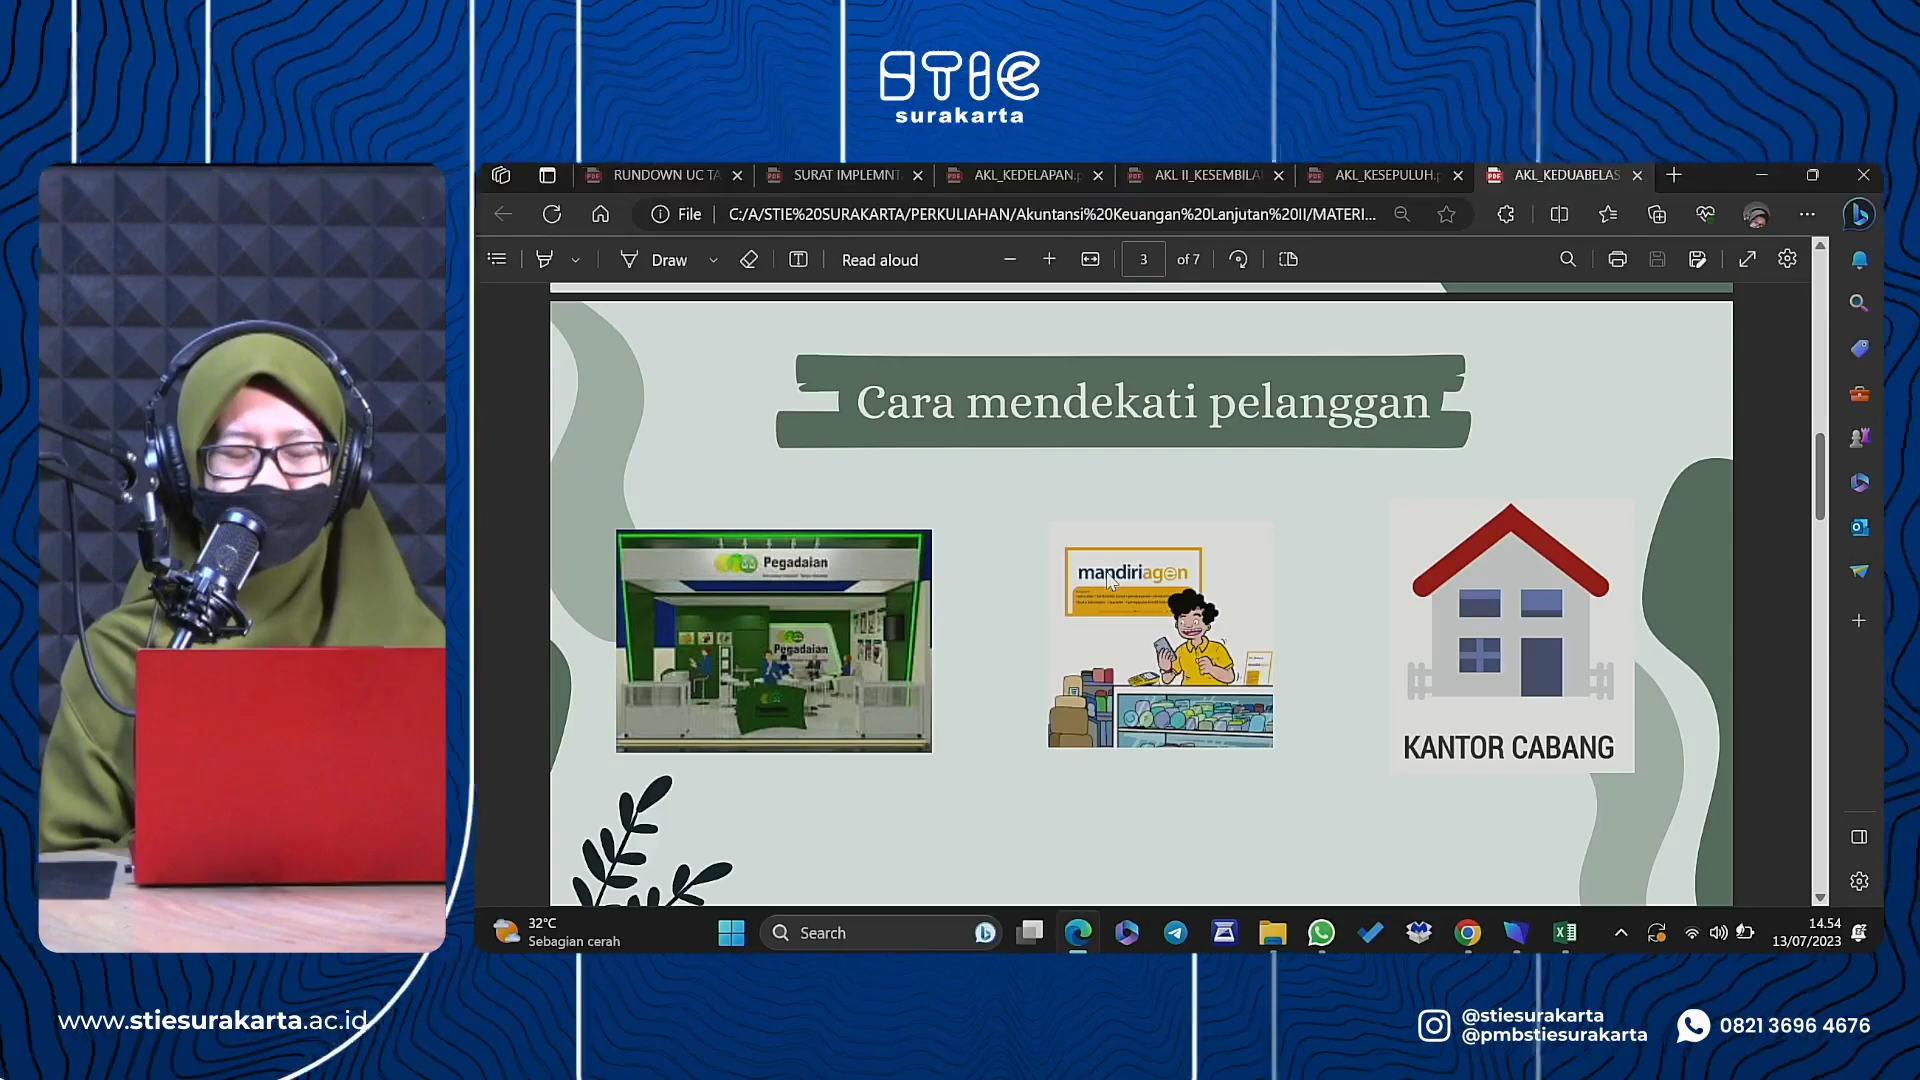 STIE
surakarta
RUNDOWN UC TA
SURAT IMPLEMNT
AKL_KEDELAPAN.p
AKL II_KESEMBILA
AKL_KESEPULUH.p
AKL_KEDUABELAS
File
C:/A/STIE%20SURAKARTA/PERKULIAHAN/Akuntansi%20Keuangan%20Lanjutan%20II/MATERI...
Draw
Read aloud
3
of 7
Cara mendekati pelanggan
Pegadaian
Pegadaian
mandiriagen
KANTOR CABANG
32°C
Sebagian cerah
Search
14.54
13/07/2023
www.stiesurakarta.ac.id
@stiesurakarta
@pmbstiesurakarta
0821 3696 4676